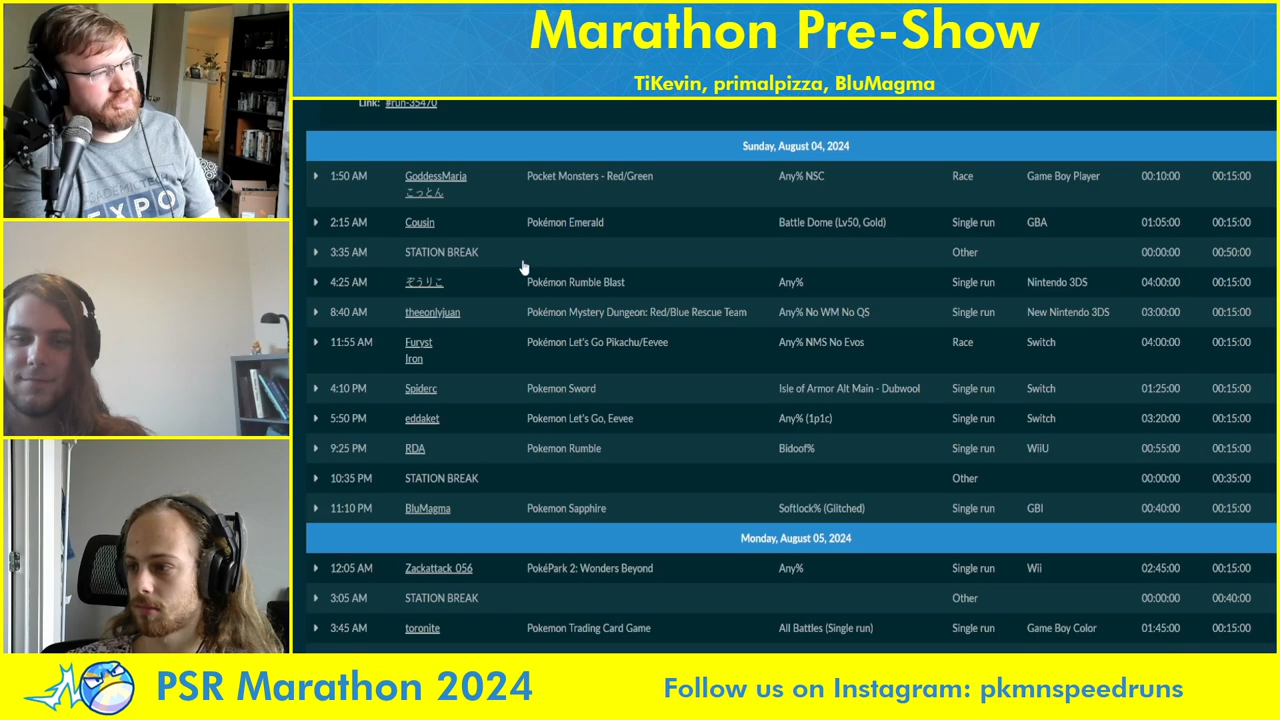 Marathon Pre-Show
TiKevin, primalpizza, BluMagma
Link: #run-35470
Sunday, August 04, 2024
1:50 AM GoddessMaria Pocket Monsters - Red/Green Any% NSC Race Game Boy Player 00:10:00 00:15:00
こっとん
2:15 AM Cousin Pokémon Emerald Battle Dome (Lv50, Gold) Single run GBA 01:05:00 00:15:00
3:35 AM STATION BREAK Other 00:00:00 00:50:00
4:25 AM ぞうりこ Pokémon Rumble Blast Any% Single run Nintendo 3DS 04:00:00 00:15:00
8:40 AM theeonlyjuan Pokémon Mystery Dungeon: Red/Blue Rescue Team Any% No WM No QS Single run New Nintendo 3DS 03:00:00 00:15:00
11:55 AM Furyst Pokémon Let's Go Pikachu/Eevee Any% NMS No Evos Race Switch 04:00:00 00:15:00
Iron
4:10 PM Spiderc Pokemon Sword Isle of Armor Alt Main - Dubwool Single run Switch 01:25:00 00:15:00
5:50 PM eddaket Pokemon Let's Go, Eevee Any% (1p1c) Single run Switch 03:20:00 00:15:00
9:25 PM RDA Pokemon Rumble Bidoof% Single run WiiU 00:55:00 00:15:00
10:35 PM STATION BREAK Other 00:00:00 00:35:00
11:10 PM BluMagma Pokemon Sapphire Softlock% (Glitched) Single run GBI 00:40:00 00:15:00
Monday, August 05, 2024
12:05 AM Zackattack_056 PokéPark 2: Wonders Beyond Any% Single run Wii 02:45:00 00:15:00
3:05 AM STATION BREAK Other 00:00:00 00:40:00
3:45 AM toronite Pokemon Trading Card Game All Battles (Single run) Single run Game Boy Color 01:45:00 00:15:00
EXPO
PSR Marathon 2024
Follow us on Instagram: pkmnspeedruns